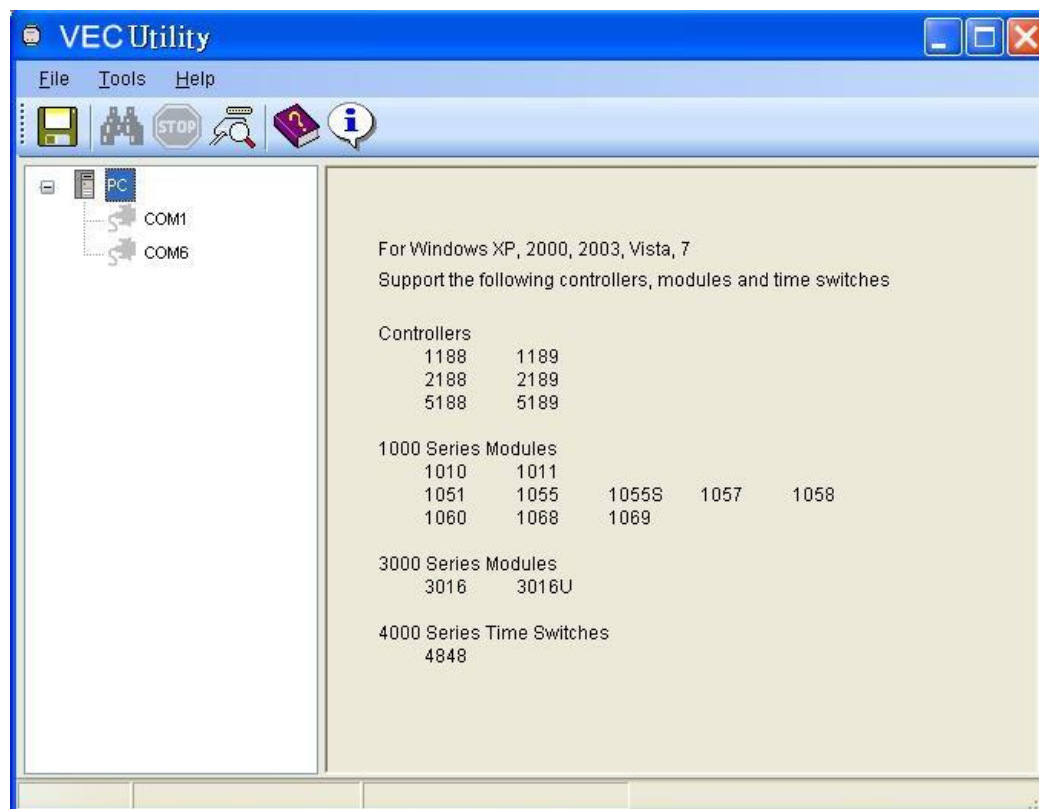 VEC Utility
File Tools Help
STOP
PC
COM1
COM6
For Windows XP, 2000, 2003, Vista, 7
Support the following controllers, modules and time switches
Controllers
1188 1189
2188 2189
5188 5189
1000 Series Modules
1010 1011
1051 1055 1055S 1057 1058
1060 1068 1069
3000 Series Modules
3016 3016U
4000 Series Time Switches
4848